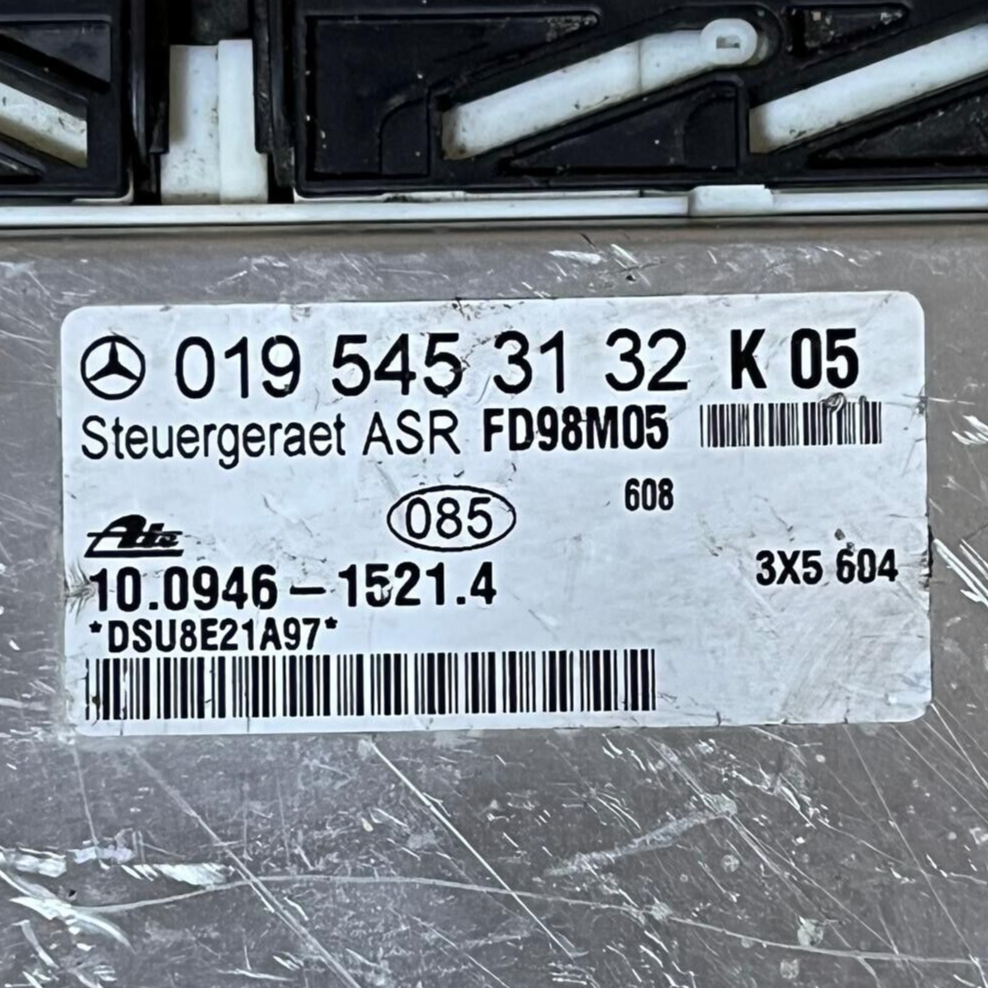 019 545 31 32 K 05
Steuergeraet ASR FD98M05
608
085
Ate
3X5 604
10.0946-1521.4
*DSU8E21A97*